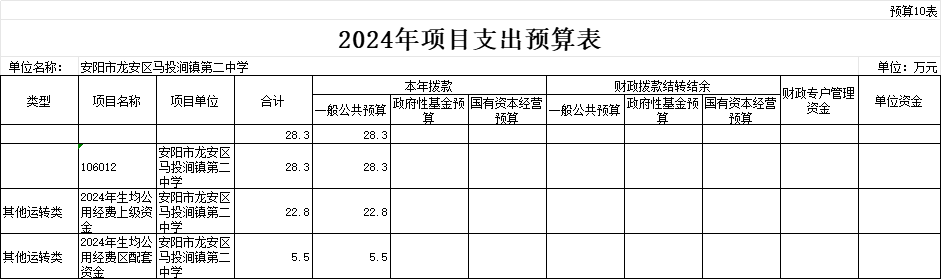 预算10表
2024年项目支出预算表
单位名称： 安阳市龙安区马投涧镇第二中学 单位：万元
类型 项目名称 项目单位 合计 本年拨款 财政拨款结转结余 财政专户管理资金 单位资金
一般公共预算 政府性基金预算 国有资本经营预算 一般公共预算 政府性基金预算 国有资本经营预算
28.3 28.3
106012 安阳市龙安区马投涧镇第二中学 28.3 28.3
其他运转类 2024年生均公用经费上级资金 安阳市龙安区马投涧镇第二中学 22.8 22.8
其他运转类 2024年生均公用经费区配套资金 安阳市龙安区马投涧镇第二中学 5.5 5.5